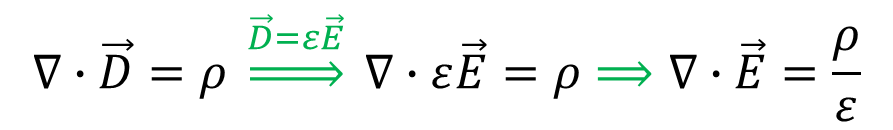 ∇ · D⃗ = ρ ⟹ (D⃗=εE⃗) ∇ · εE⃗ = ρ ⟹ ∇ · E⃗ = ρ/ε